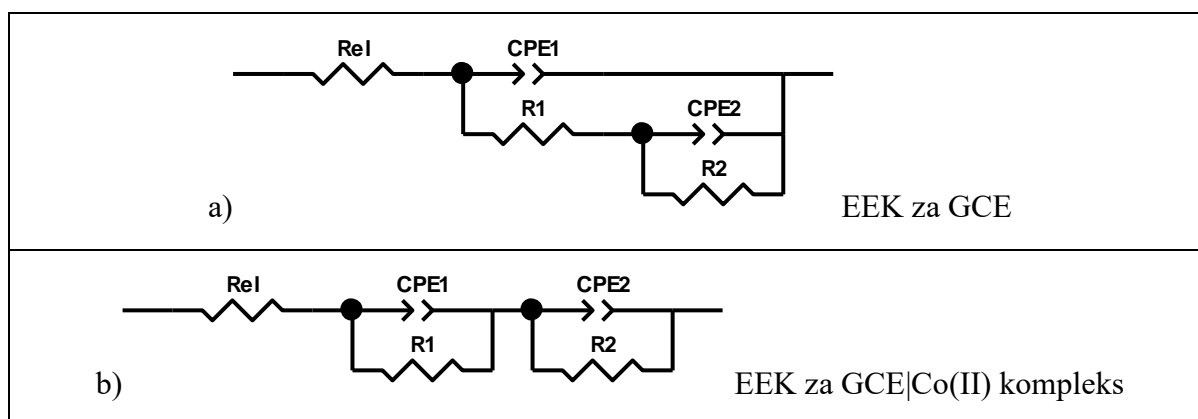 Rel
CPE1
R1
CPE2
R2
a) EEK za GCE
Rel
CPE1
CPE2
R1
R2
b) EEK za GCE|Co(II) kompleks